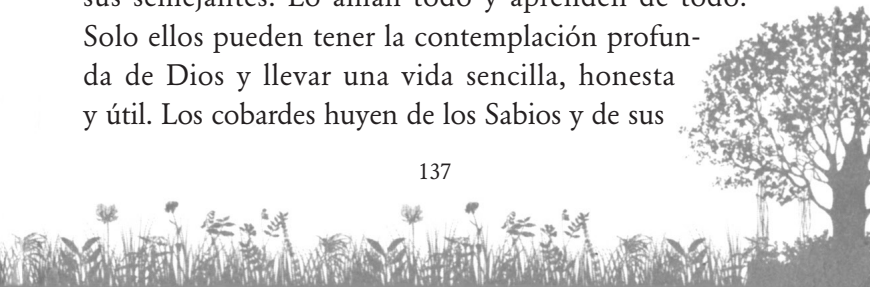 sus semejantes. Lo aman todo y aprenden de todo.
Solo ellos pueden tener la contemplación profun-
da de Dios y llevar una vida sencilla, honesta
y útil. Los cobardes huyen de los Sabios y de sus
137